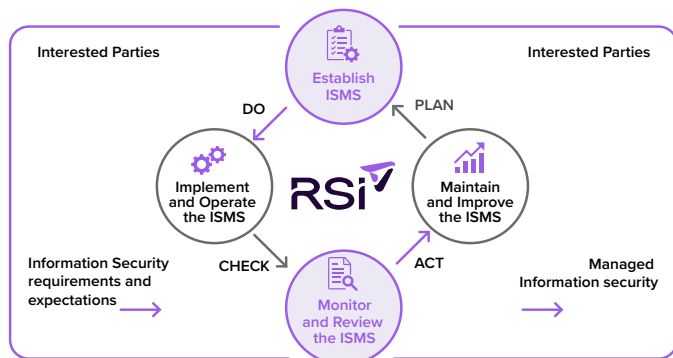 Interested Parties
Interested Parties
Establish
ISMS
DO
PLAN
Implement
and Operate
the ISMS
RSi
Maintain
and Improve
the ISMS
Information Security
requirements and
expectations
CHECK
ACT
Managed
Information security
Monitor
and Review
the ISMS